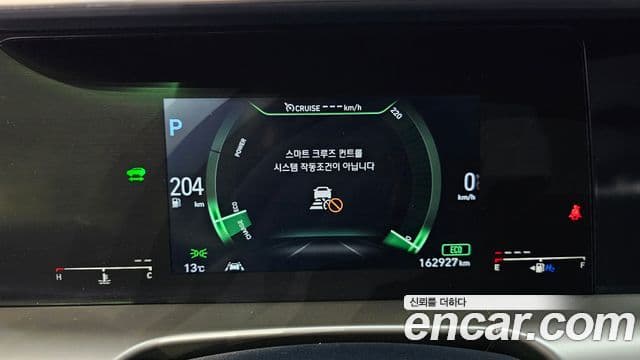 CRUISE ---km/h
220
P
POWER
스마트 크루즈 컨트롤
시스템 작동조건이 아닙니다
204
km
0
km/h
ECO
CHARGE
ECO
13℃
162927 km
H
C
E
H₂
F
신뢰를 더하다
encar.com